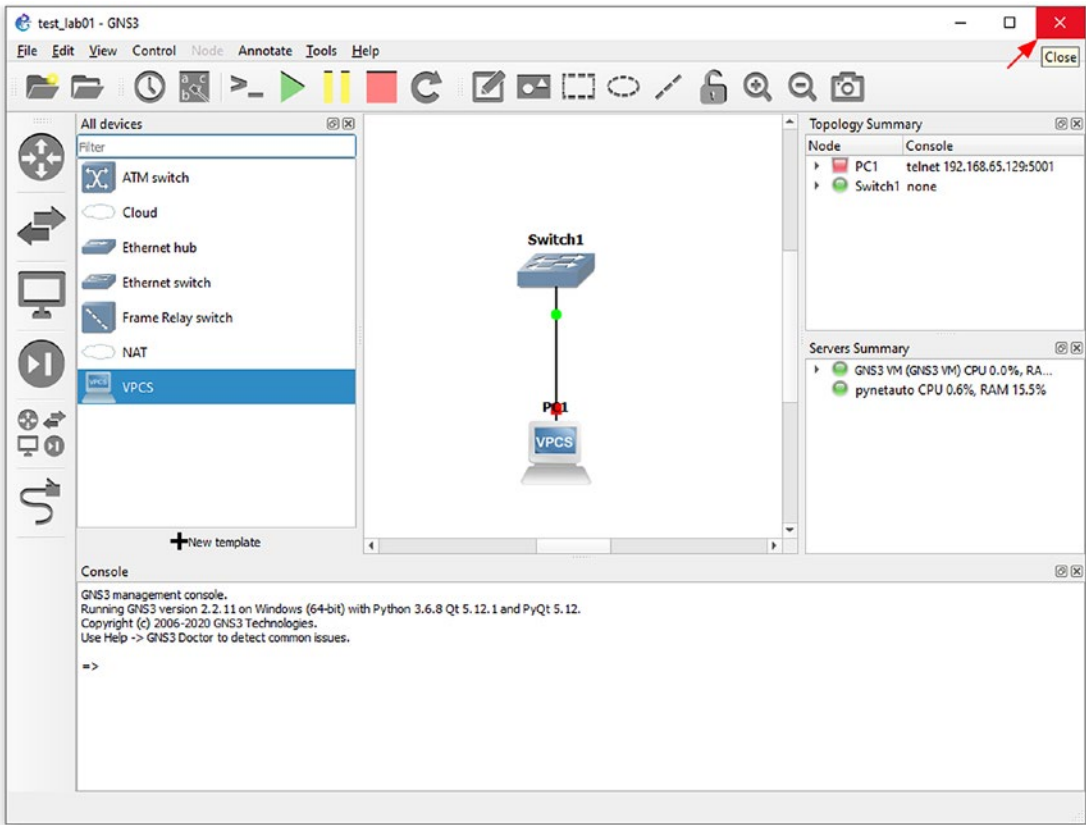 test_lab01 - GNS3
File Edit View Control Node Annotate Tools Help
Close
All devices
Filter
ATM switch
Cloud
Ethernet hub
Ethernet switch
Frame Relay switch
NAT
VPCS
New template
Switch1
PC1
VPCS
Topology Summary
Node Console
PC1 telnet 192.168.65.129:5001
Switch1 none
Servers Summary
GNS3 VM (GNS3 VM) CPU 0.0%, RA...
pynetauto CPU 0.6%, RAM 15.5%
Console
GNS3 management console.
Running GNS3 version 2.2.11 on Windows (64-bit) with Python 3.6.8 Qt 5.12.1 and PyQt 5.12.
Copyright (c) 2006-2020 GNS3 Technologies.
Use Help -> GNS3 Doctor to detect common issues.
=>